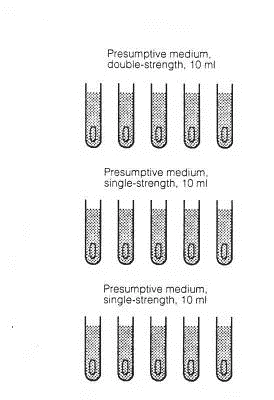 Presumptive medium,
double-strength, 10 ml
Presumptive medium,
single-strength, 10 ml
Presumptive medium,
single-strength, 10 ml